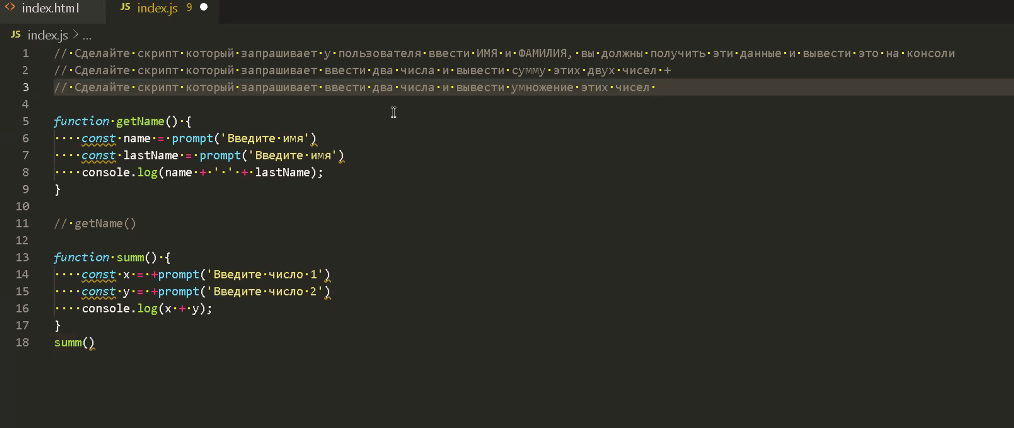 index.html
JS index.js 9
JS index.js > ...
1 // Сделайте скрипт который запрашивает у пользователя ввести ИМЯ и ФАМИЛИЯ, вы должны получить эти данные и вывести это на консоли
2 // Сделайте скрипт который запрашивает ввести два числа и вывести сумму этих двух чисел +
3 // Сделайте скрипт который запрашивает ввести два числа и вывести умножение этих чисел
4
5 function getName() {
6     const name = prompt('Введите имя')
7     const lastName = prompt('Введите имя')
8     console.log(name + ' ' + lastName);
9 }
10
11 // getName()
12
13 function summ() {
14     const x = +prompt('Введите число 1')
15     const y = +prompt('Введите число 2')
16     console.log(x + y);
17 }
18 summ()